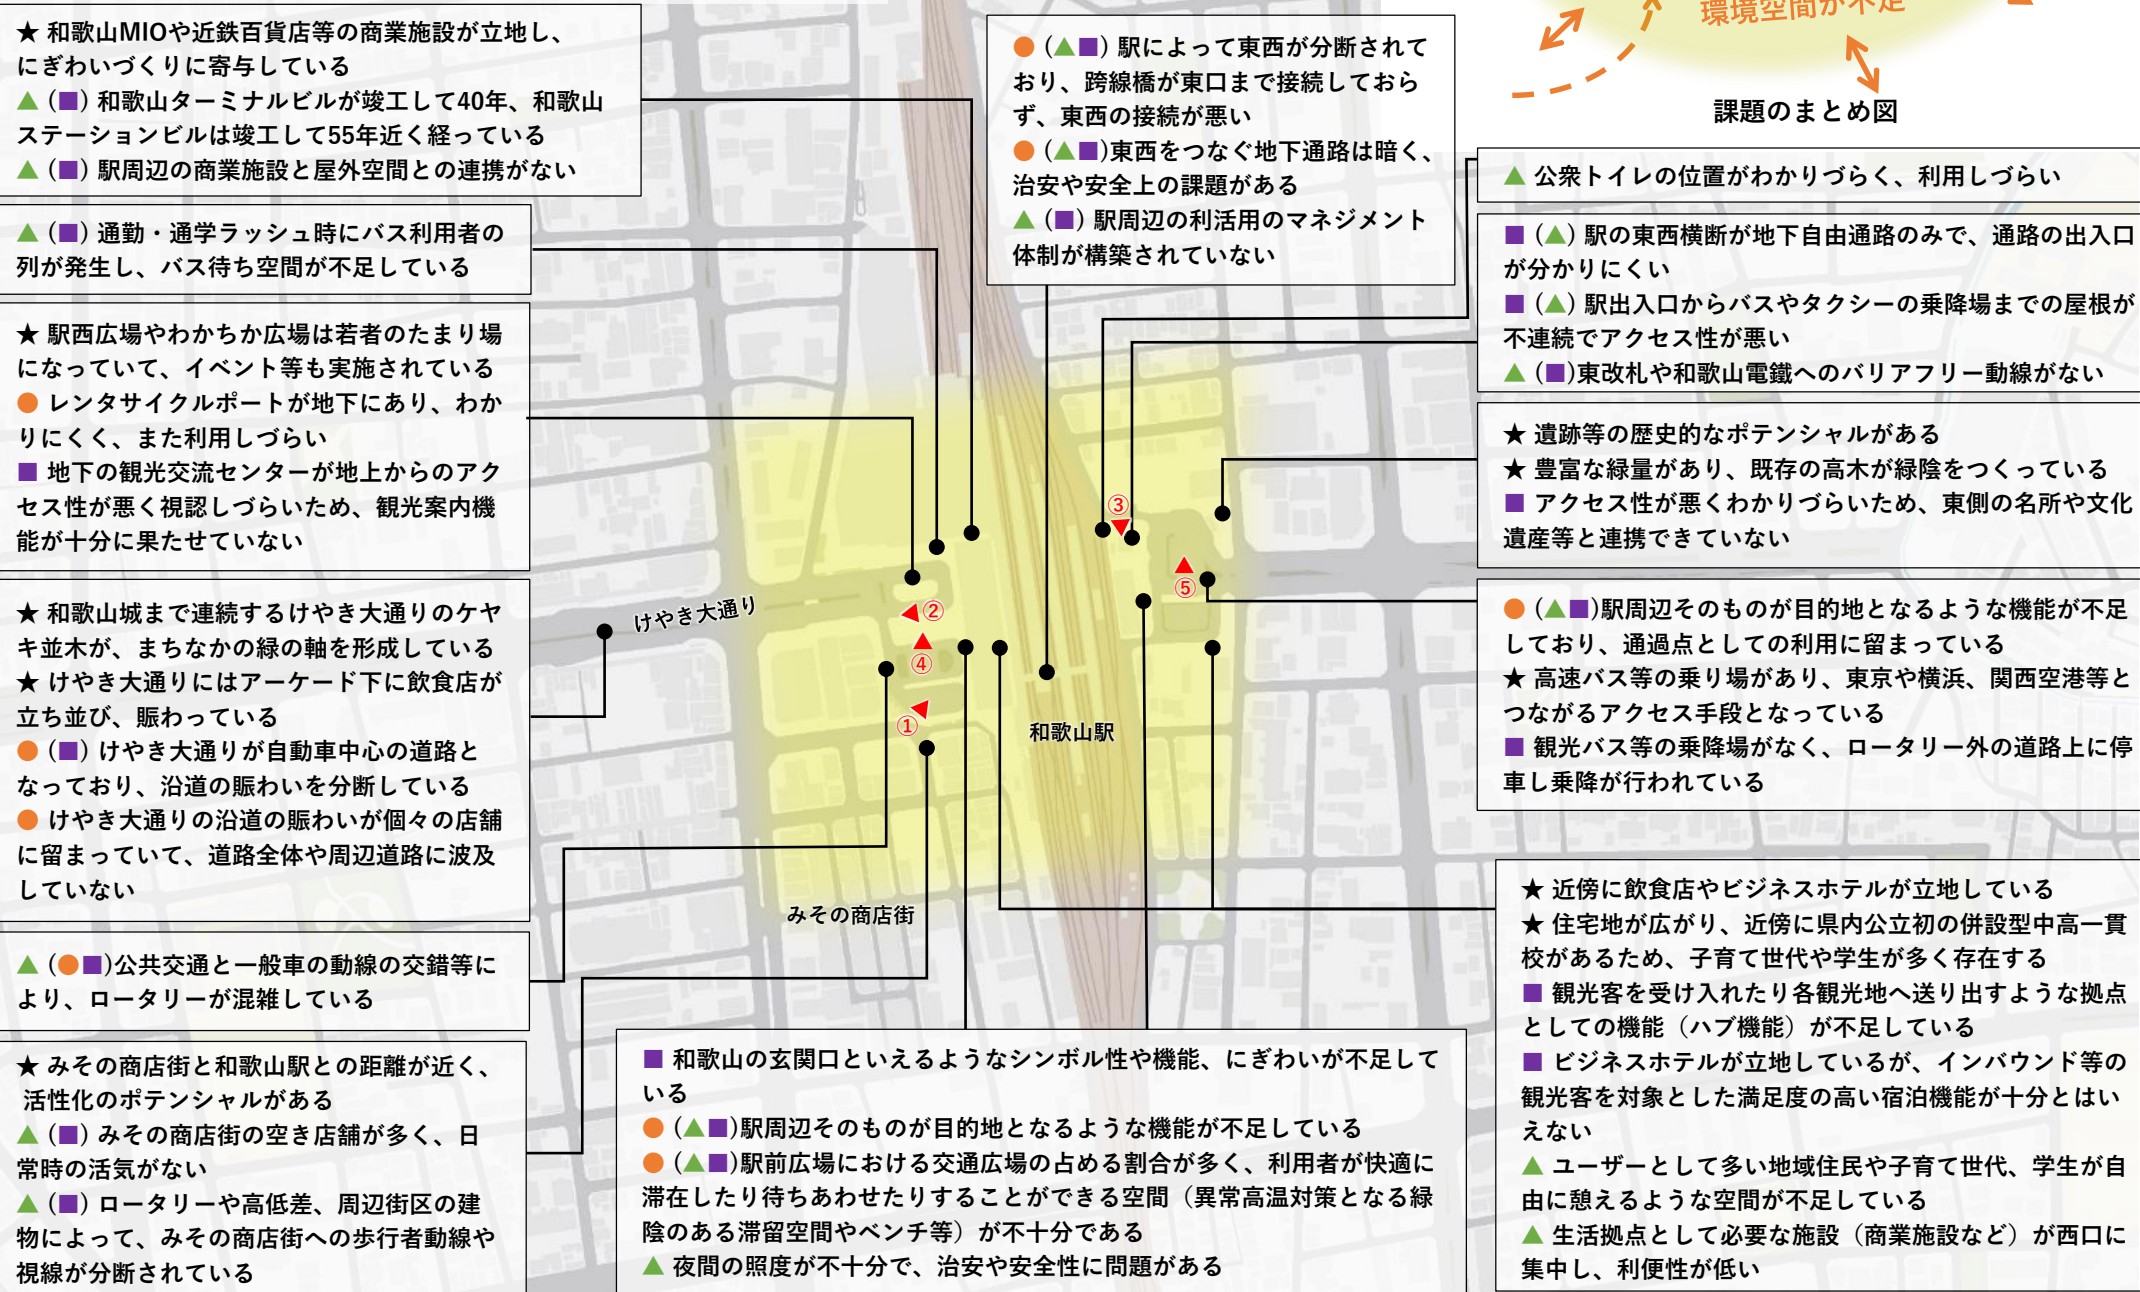 ★ 和歌山MIOや近鉄百貨店等の商業施設が立地し、
にぎわいづくりに寄与している
▲ (■) 和歌山ターミナルビルが竣工して40年、和歌山
ステーションビルは竣工して55年近く経っている
▲ (■) 駅周辺の商業施設と屋外空間との連携がない
▲ (■) 通勤・通学ラッシュ時にバス利用者の
列が発生し、バス待ち空間が不足している
★ 駅西広場やわかちか広場は若者のたまり場
になっていて、イベント等も実施されている
● レンタサイクルポートが地下にあり、わか
りにくく、また利用しづらい
■ 地下の観光交流センターが地上からのアク
セス性が悪く視認しづらいため、観光案内機
能が十分に果たせていない
★ 和歌山城まで連続するけやき大通りのケヤ
キ並木が、まちなかの緑の軸を形成している
★ けやき大通りにはアーケード下に飲食店が
立ち並び、賑わっている
● (■) けやき大通りが自動車中心の道路と
なっており、沿道の賑わいを分断している
● けやき大通りの沿道の賑わいが個々の店舗
に留まっていて、道路全体や周辺道路に波及
していない
▲ (●■)公共交通と一般車の動線の交錯等に
より、ロータリーが混雑している
★ みその商店街と和歌山駅との距離が近く、
活性化のポテンシャルがある
▲ (■) みその商店街の空き店舗が多く、日
常時の活気がない
▲ (■) ロータリーや高低差、周辺街区の建
物によって、みその商店街への歩行者動線や
視線が分断されている
● (▲■) 駅によって東西が分断されて
おり、跨線橋が東口まで接続しておら
ず、東西の接続が悪い
● (▲■)東西をつなぐ地下通路は暗く、
治安や安全上の課題がある
▲ (■) 駅周辺の利活用のマネジメント
体制が構築されていない
けやき大通り
②
④
①
③
⑤
和歌山駅
みその商店街
■ 和歌山の玄関口といえるようなシンボル性や機能、にぎわいが不足して
いる
● (▲■)駅周辺そのものが目的地となるような機能が不足している
● (▲■)駅前広場における交通広場の占める割合が多く、利用者が快適に
滞在したり待ちあわせたりすることができる空間（異常高温対策となる緑
陰のある滞留空間やベンチ等）が不十分である
▲ 夜間の照度が不十分で、治安や安全性に問題がある
環境空間が不足
課題のまとめ図
▲ 公衆トイレの位置がわかりづらく、利用しづらい
■ (▲) 駅の東西横断が地下自由通路のみで、通路の出入口
が分かりにくい
■ (▲) 駅出入口からバスやタクシーの乗降場までの屋根が
不連続でアクセス性が悪い
▲ (■)東改札や和歌山電鐵へのバリアフリー動線がない
★ 遺跡等の歴史的なポテンシャルがある
★ 豊富な緑量があり、既存の高木が緑陰をつくっている
■ アクセス性が悪くわかりづらいため、東側の名所や文化
遺産等と連携できていない
● (▲■)駅周辺そのものが目的地となるような機能が不足
しており、通過点としての利用に留まっている
★ 高速バス等の乗り場があり、東京や横浜、関西空港等と
つながるアクセス手段となっている
■ 観光バス等の乗降場がなく、ロータリー外の道路上に停
車し乗降が行われている
★ 近傍に飲食店やビジネスホテルが立地している
★ 住宅地が広がり、近傍に県内公立初の併設型中高一貫
校があるため、子育て世代や学生が多く存在する
■ 観光客を受け入れたり各観光地へ送り出すような拠点
としての機能（ハブ機能）が不足している
■ ビジネスホテルが立地しているが、インバウンド等の
観光客を対象とした満足度の高い宿泊機能が十分とはい
えない
▲ ユーザーとして多い地域住民や子育て世代、学生が自
由に憩えるような空間が不足している
▲ 生活拠点として必要な施設（商業施設など）が西口に
集中し、利便性が低い